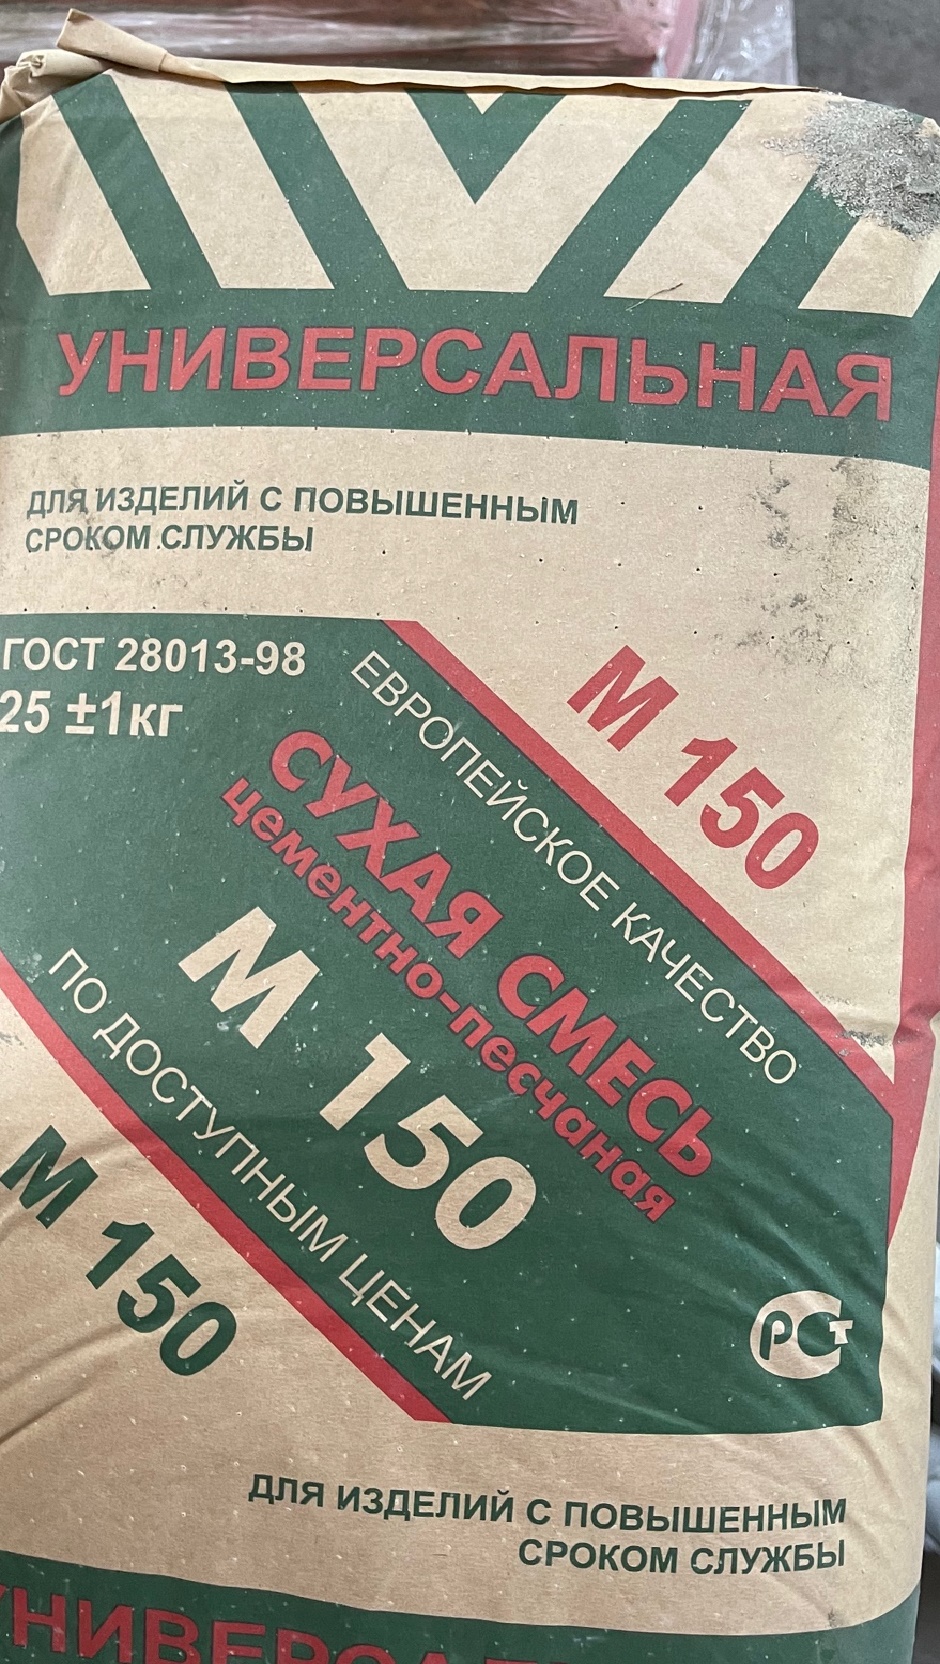 УНИВЕРСАЛЬНАЯ
ДЛЯ ИЗДЕЛИЙ С ПОВЫШЕННЫМ
СРОКОМ СЛУЖБЫ
ГОСТ 28013-98
25 ±1кг
М 150
ЕВРОПЕЙСКОЕ КАЧЕСТВО
СУХАЯ СМЕСЬ
цементно-песчаная
М 150
ПО ДОСТУПНЫМ ЦЕНАМ
М 150
РСТ
ДЛЯ ИЗДЕЛИЙ С ПОВЫШЕННЫМ
СРОКОМ СЛУЖБЫ